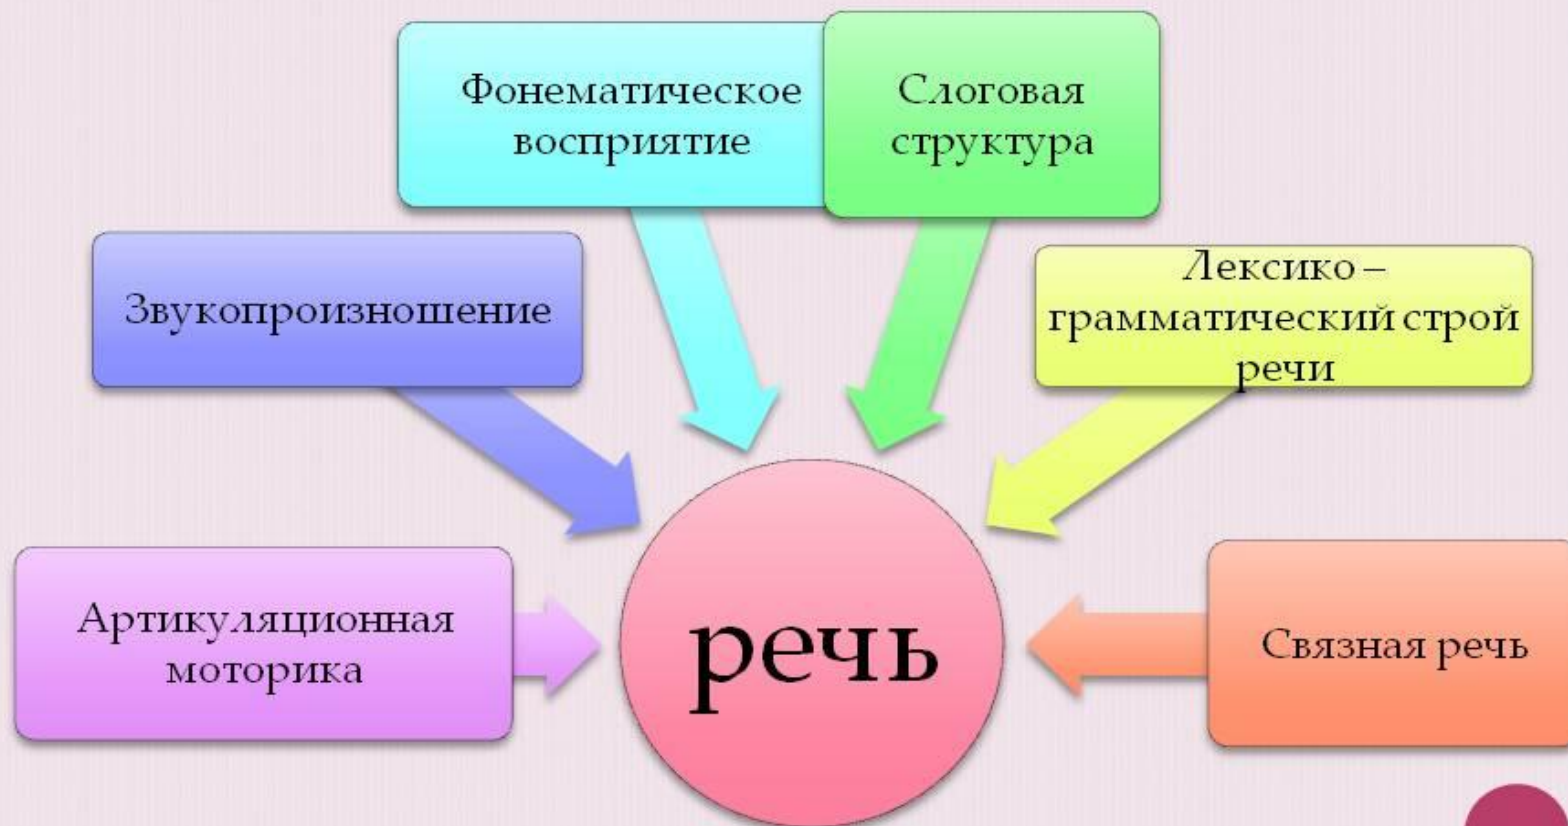 Фонематическое
восприятие
Слоговая
структура
Звукопроизношение
Лексико –
грамматический строй
речи
Артикуляционная
моторика
речь
Связная речь